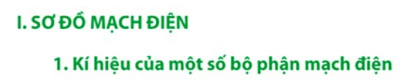 I. SƠ ĐỒ MẠCH ĐIỆN
1. Kí hiệu của một số bộ phận mạch điện